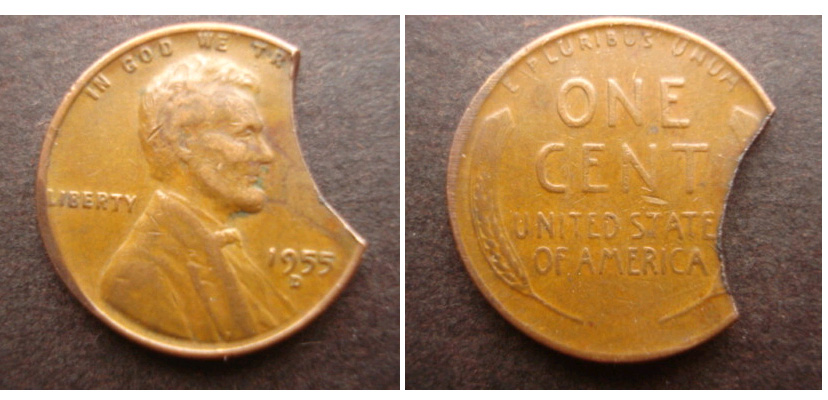 IN GOD WE TR
LIBERTY
1955
D
E PLURIBUS UNUM
ONE
CENT
UNITED STATE
OF AMERICA